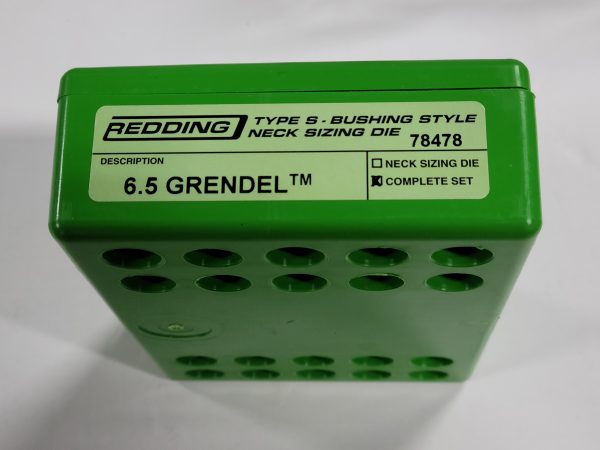 REDDING
TYPE S - BUSHING STYLE
NECK SIZING DIE 78478
DESCRIPTION
6.5 GRENDEL™
NECK SIZING DIE
COMPLETE SET